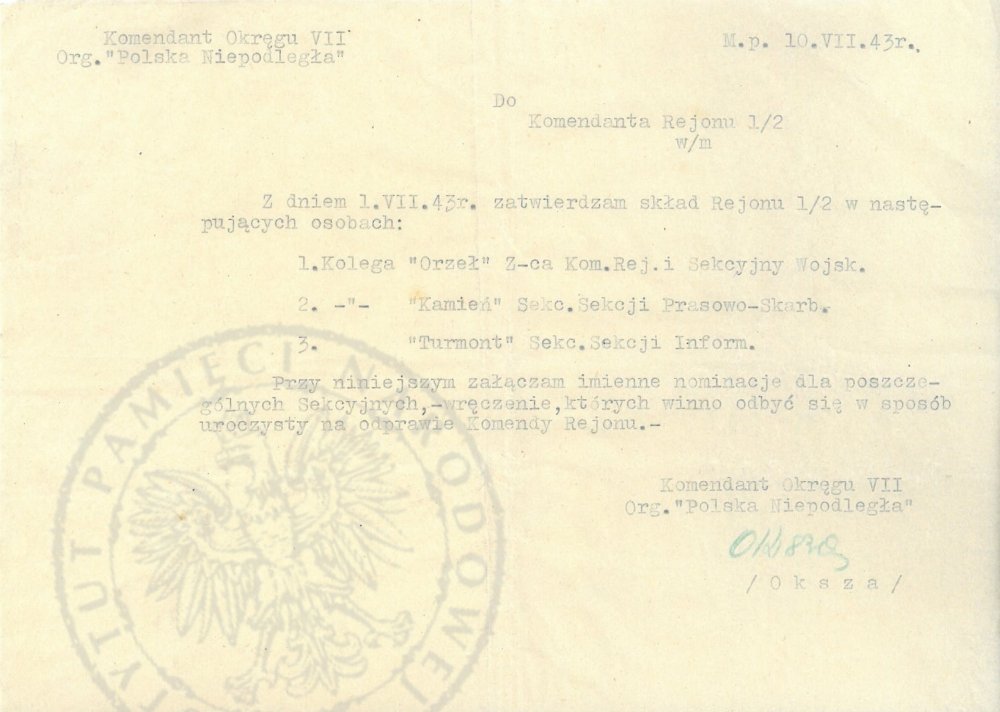 Komendant Okręgu VII
Org."Polska Niepodległa"
M.p. 10.VII.43r.,
Do
Komendanta Rejonu 1/2
w/m
Z dniem 1.VII.43r. zatwierdzam skład Rejonu 1/2 w nastę-
pujących osobach:
1.Kolega "Orzeł" Z-ca Kom.Rej.i Sekcyjny Wojsk.
2. -"- "Kamień" Sekc.Sekcji Prasowo-Skarb.
3. "Turmont" Sekc.Sekcji Inform.
Przy niniejszym załączam imienne nominacje dla poszcze-
gólnych Sekcyjnych,-wręczenie,których winno odbyć się w sposób
uroczysty na odprawie Komendy Rejonu.-
Komendant Okręgu VII
Org."Polska Niepodległa"
Oksza
/ O k s z a /
TYTUT PAMIĘCI NARODOWEJ